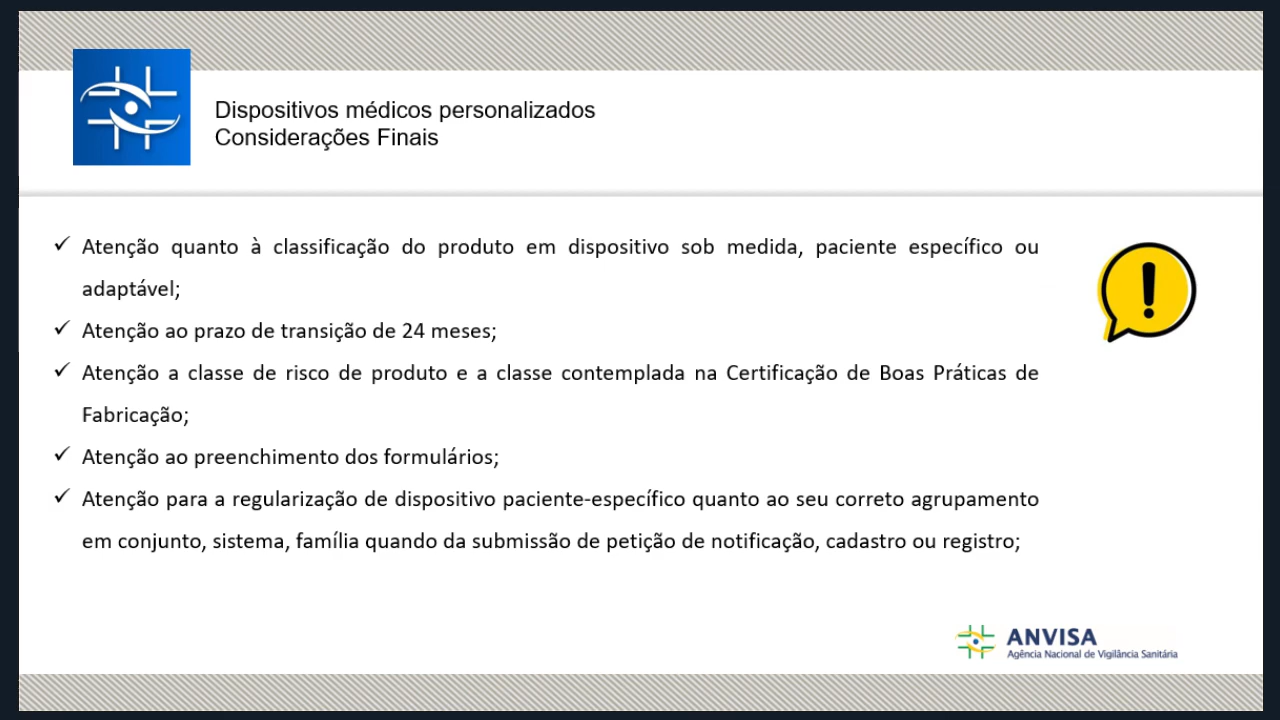 Dispositivos médicos personalizados
Considerações Finais
✓ Atenção quanto à classificação do produto em dispositivo sob medida, paciente específico ou
adaptável;
✓ Atenção ao prazo de transição de 24 meses;
✓ Atenção a classe de risco de produto e a classe contemplada na Certificação de Boas Práticas de
Fabricação;
✓ Atenção ao preenchimento dos formulários;
✓ Atenção para a regularização de dispositivo paciente-específico quanto ao seu correto agrupamento
em conjunto, sistema, família quando da submissão de petição de notificação, cadastro ou registro;
ANVISA
Agência Nacional de Vigilância Sanitária